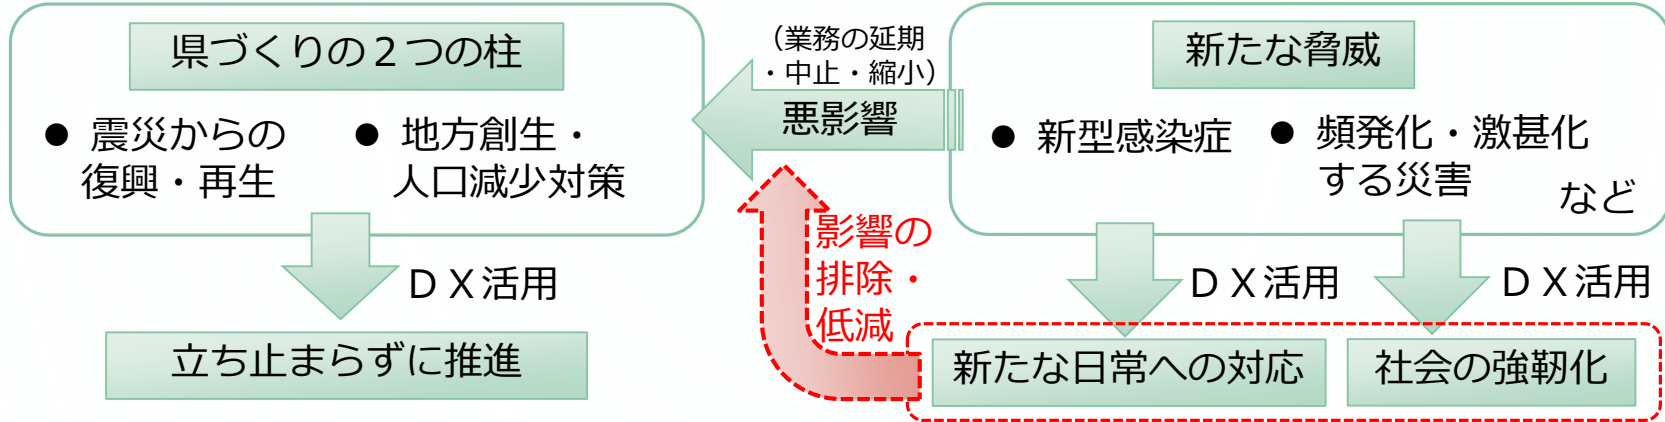 県づくりの２つの柱
● 震災からの
復興・再生
● 地方創生・
人口減少対策
ＤＸ活用
立ち止まらずに推進
（業務の延期
・中止・縮小）
悪影響
影響の
排除・
低減
新たな脅威
● 新型感染症
● 頻発化・激甚化
する災害
など
ＤＸ活用
ＤＸ活用
新たな日常への対応
社会の強靭化